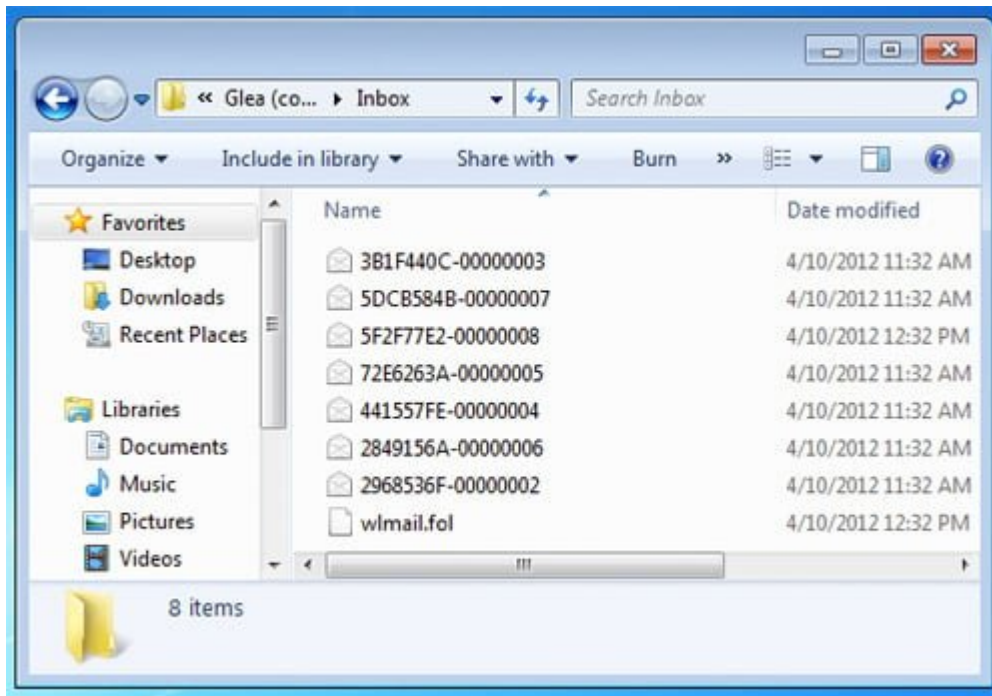 « Glea (co... ▸ Inbox Search Inbox
Organize Include in library Share with Burn »
Favorites
Desktop
Downloads
Recent Places
Libraries
Documents
Music
Pictures
Videos
Name Date modified
3B1F440C-00000003 4/10/2012 11:32 AM
5DCB584B-00000007 4/10/2012 11:32 AM
5F2F77E2-00000008 4/10/2012 12:32 PM
72E6263A-00000005 4/10/2012 11:32 AM
441557FE-00000004 4/10/2012 11:32 AM
2849156A-00000006 4/10/2012 11:32 AM
2968536F-00000002 4/10/2012 11:32 AM
wlmail.fol 4/10/2012 12:32 PM
8 items